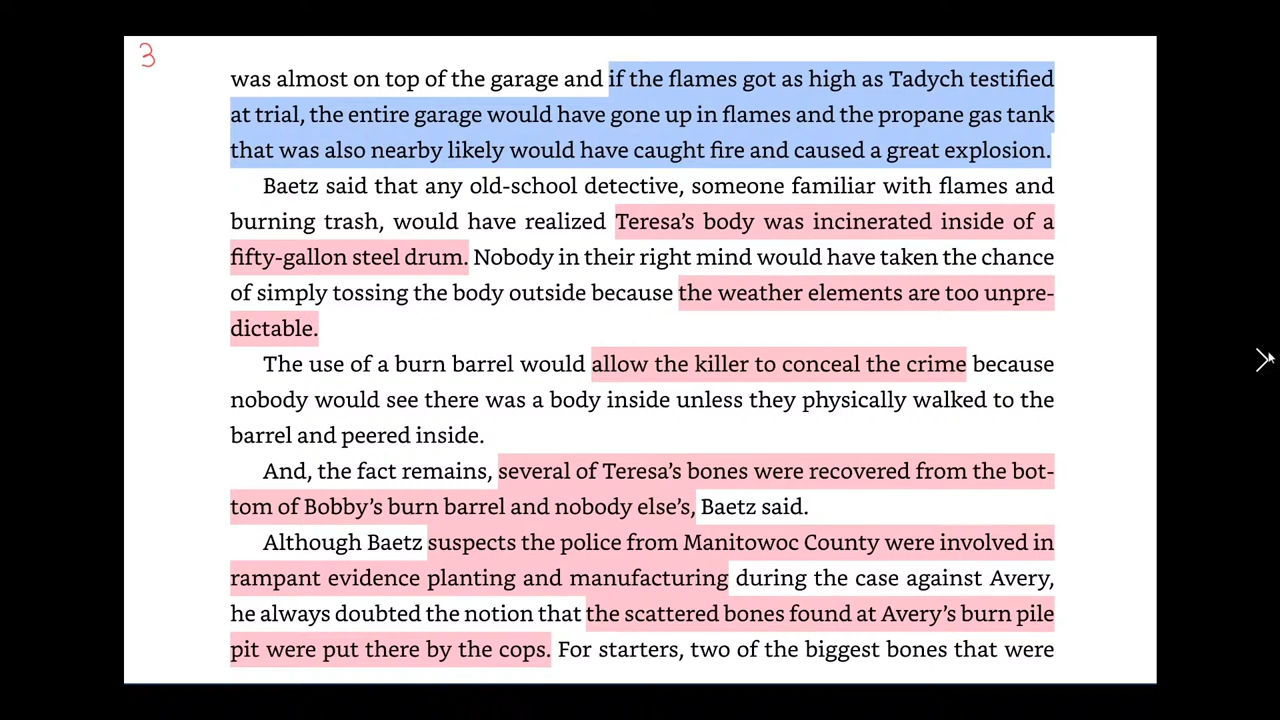 3
was almost on top of the garage and if the flames got as high as Tadych testified
at trial, the entire garage would have gone up in flames and the propane gas tank
that was also nearby likely would have caught fire and caused a great explosion.
Baetz said that any old-school detective, someone familiar with flames and
burning trash, would have realized Teresa’s body was incinerated inside of a
fifty-gallon steel drum. Nobody in their right mind would have taken the chance
of simply tossing the body outside because the weather elements are too unpre-
dictable.
The use of a burn barrel would allow the killer to conceal the crime because
nobody would see there was a body inside unless they physically walked to the
barrel and peered inside.
And, the fact remains, several of Teresa’s bones were recovered from the bot-
tom of Bobby’s burn barrel and nobody else’s, Baetz said.
Although Baetz suspects the police from Manitowoc County were involved in
rampant evidence planting and manufacturing during the case against Avery,
he always doubted the notion that the scattered bones found at Avery’s burn pile
pit were put there by the cops. For starters, two of the biggest bones that were